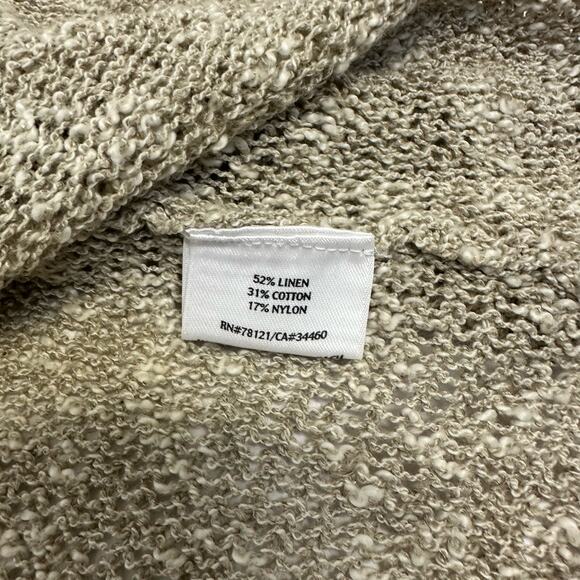 52% LINEN
31% COTTON
17% NYLON
RN#78121/CA#34460